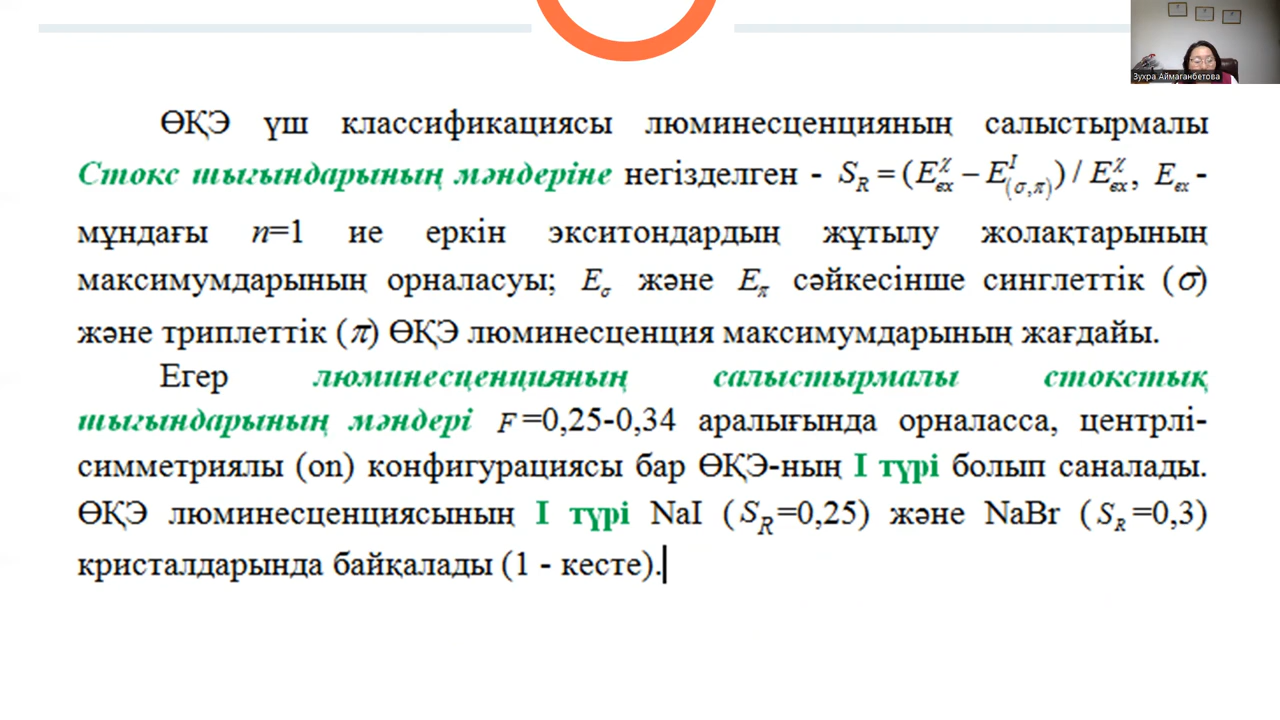 Зухра Аймаганбетова
ӨҚЭ үш классификациясы люминесценцияның салыстырмалы
Стокс шығындарының мәндеріне негізделген - S_R = (E_ex^χ – E_(σ,π)^I) / E_ex^χ, E_ex -
мұндағы n=1 ие еркін экситондардың жұтылу жолақтарының
максимумдарының орналасуы; E_σ және E_π сәйкесінше синглеттік (σ)
және триплеттік (π) ӨҚЭ люминесценция максимумдарының жағдайы.
Егер люминесценцияның салыстырмалы стокстық
шығындарының мәндері F=0,25-0,34 аралығында орналасса, центрлі-
симметриялы (on) конфигурациясы бар ӨҚЭ-ның I түрі болып саналады.
ӨҚЭ люминесценциясының I түрі NaI (S_R=0,25) және NaBr (S_R=0,3)
кристалдарында байқалады (1 - кесте).